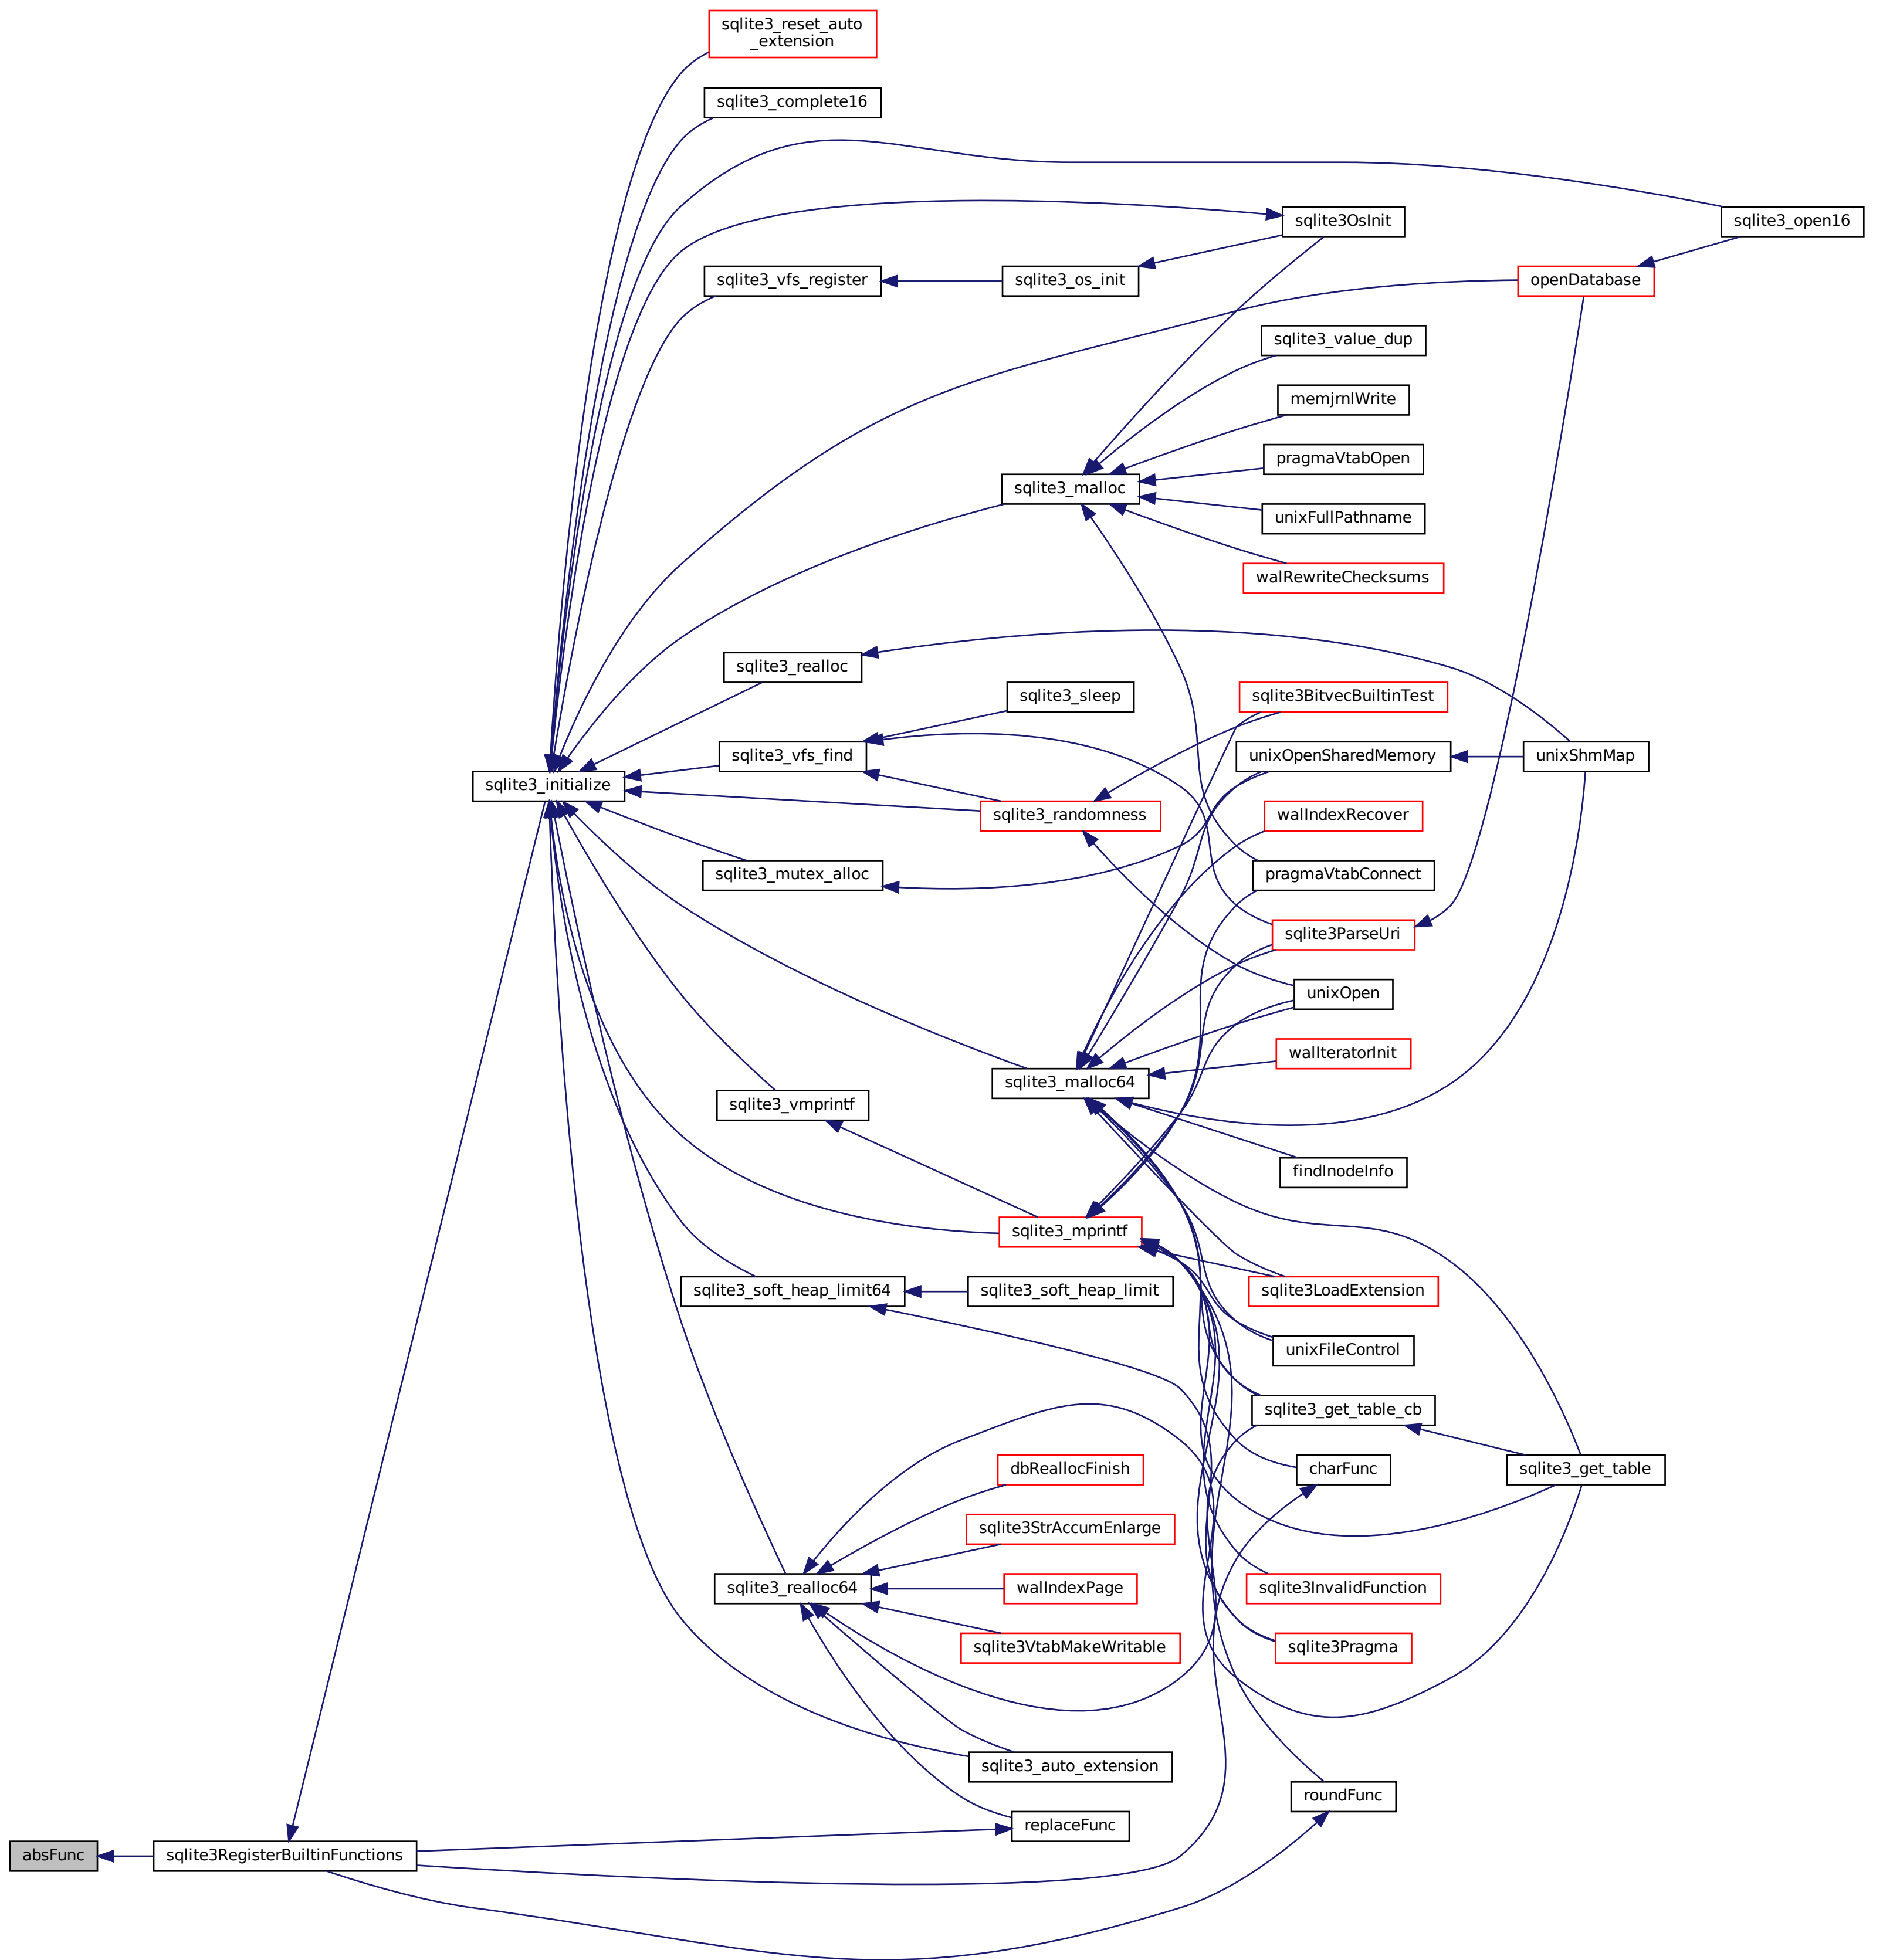 sqlite3_reset_auto
_extension
sqlite3_complete16
sqlite3OsInit
sqlite3_open16
sqlite3_vfs_register
sqlite3_os_init
openDatabase
sqlite3_value_dup
memjrnlWrite
pragmaVtabOpen
sqlite3_malloc
unixFullPathname
walRewriteChecksums
sqlite3_realloc
sqlite3_sleep
sqlite3BitvecBuiltinTest
sqlite3_vfs_find
unixOpenSharedMemory
unixShmMap
sqlite3_initialize
sqlite3_randomness
walIndexRecover
sqlite3_mutex_alloc
pragmaVtabConnect
sqlite3ParseUri
unixOpen
walIteratorInit
sqlite3_malloc64
sqlite3_vmprintf
findInodeInfo
sqlite3_mprintf
sqlite3_soft_heap_limit64
sqlite3_soft_heap_limit
sqlite3LoadExtension
unixFileControl
sqlite3_get_table_cb
dbReallocFinish
charFunc
sqlite3_get_table
sqlite3StrAccumEnlarge
sqlite3_realloc64
walIndexPage
sqlite3InvalidFunction
sqlite3VtabMakeWritable
sqlite3Pragma
sqlite3_auto_extension
roundFunc
replaceFunc
absFunc
sqlite3RegisterBuiltinFunctions